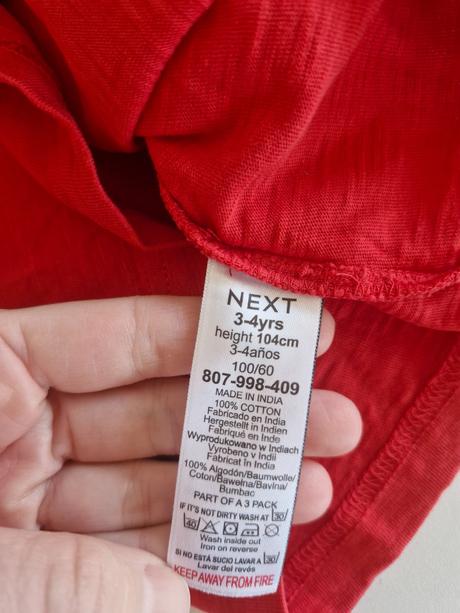 NEXT
3-4yrs
height 104cm
3-4años
100/60
807-998-409
MADE IN INDIA
100% COTTON
Fabricado en India
Hergestellt in Indien
Fabriqué en Inde
Wyprodukowano w Indiach
Vyrobeno v Indii
Fabricat în India
100% Algodón/Baumwolle/
Coton/Bawełna/Bavlna/
Bumbac
PART OF A 3 PACK
IF IT'S NOT DIRTY WASH AT 30
40
Wash inside out
Iron on reverse
SI NO ESTÁ SUCIO LAVAR A 30
Lavar del revés
KEEP AWAY FROM FIRE